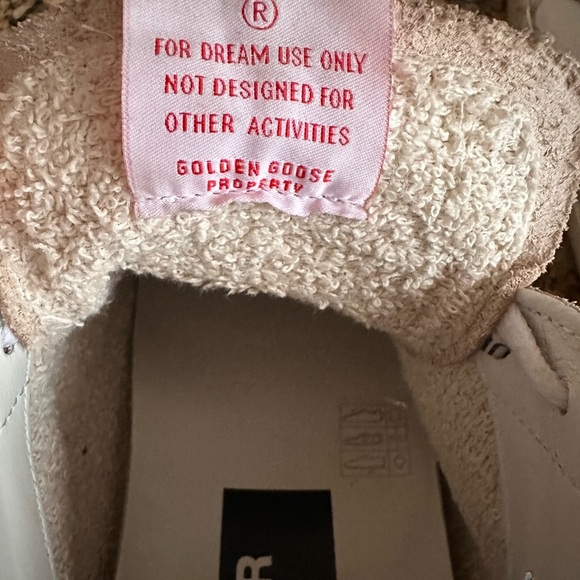 ®
FOR DREAM USE ONLY
NOT DESIGNED FOR
OTHER ACTIVITIES
GOLDEN GOOSE
PROPERTY
R